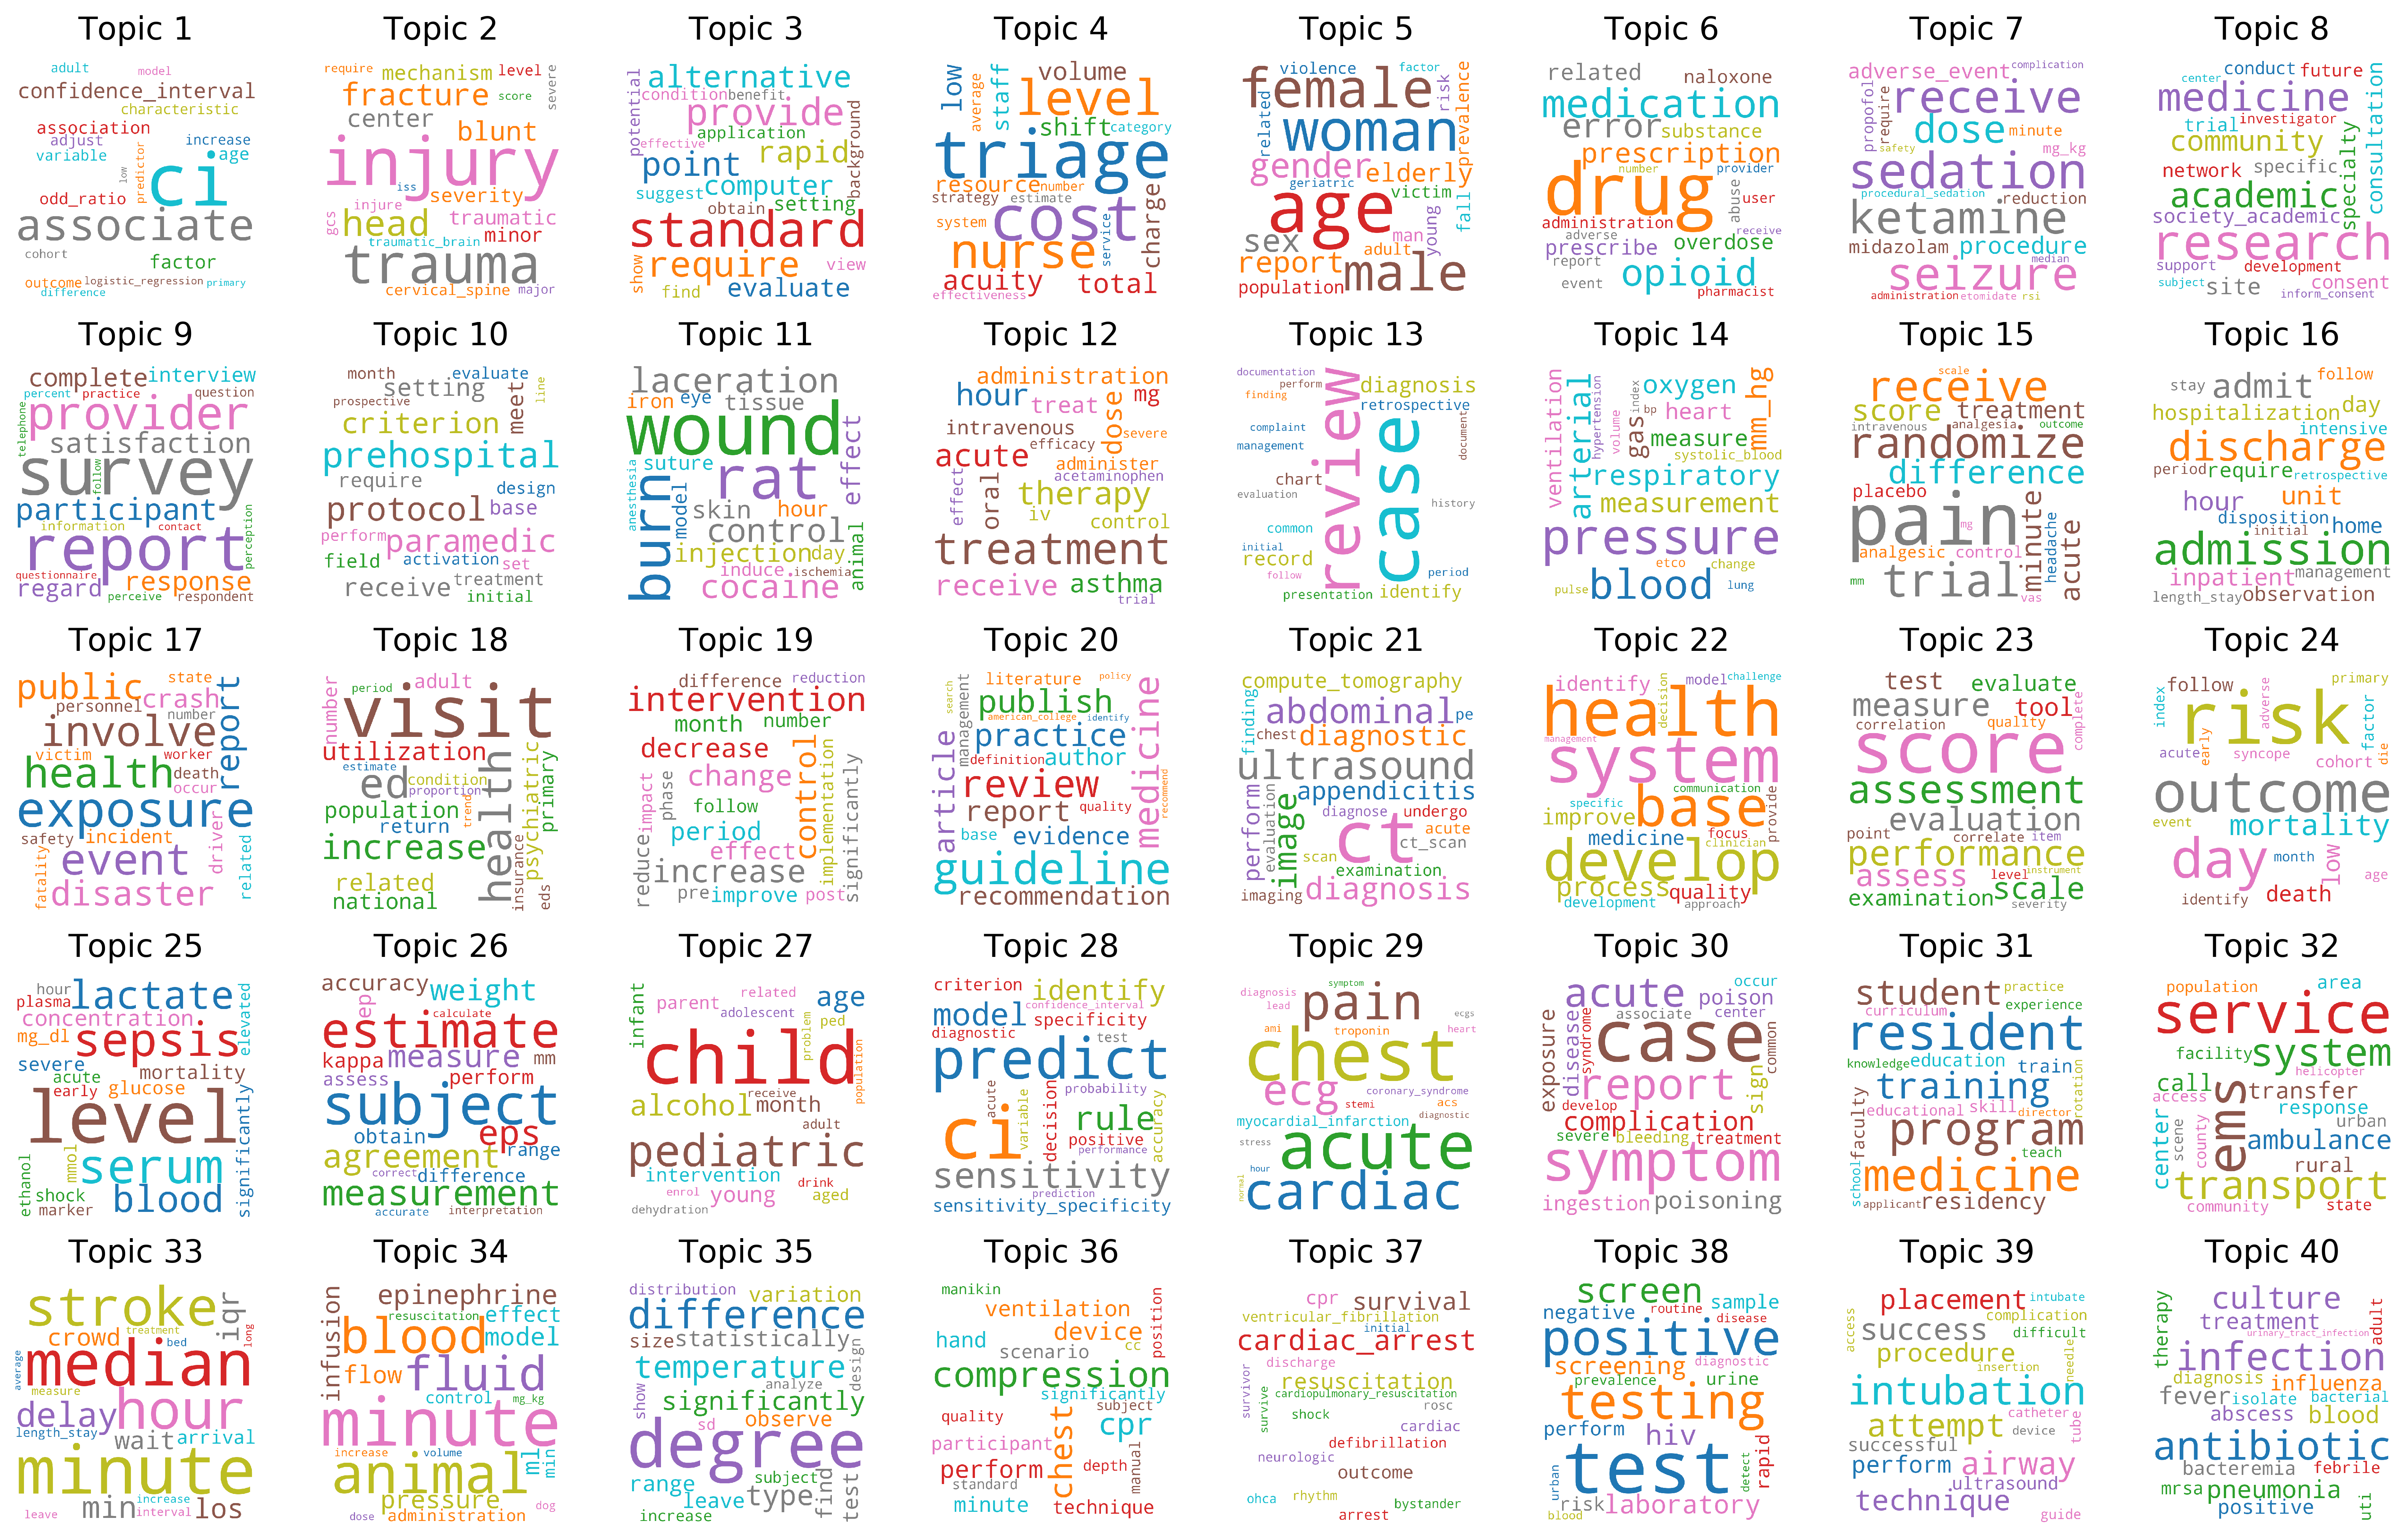 Topic 1
adult
model
confidence_interval
characteristic
association
adjust
increase
variable
age
ci
low
predictor
odd_ratio
associate
cohort
factor
outcome
logistic_regression
primary
difference
Topic 2
require
mechanism
level
severe
fracture
score
center
blunt
injury
iss
severity
injure
gcs
head
traumatic
traumatic_brain
minor
trauma
cervical_spine
major
Topic 3
potential
alternative
condition
benefit
provide
background
application
effective
rapid
point
suggest
computer
obtain
setting
standard
show
require
view
find
evaluate
Topic 4
low
average
staff
volume
level
shift
category
triage
resource
number
strategy
estimate
system
cost
service
charge
nurse
acuity
total
effectiveness
Topic 5
violence
factor
female
related
risk
prevalence
woman
gender
elderly
geriatric
victim
age
young
fall
sex
man
adult
report
male
population
Topic 6
related
naloxone
medication
error
substance
prescription
number
provider
drug
abuse
user
administration
adverse
receive
prescribe
overdose
report
opioid
event
pharmacist
Topic 7
adverse_event
complication
propofol
require
receive
dose
minute
safety
mg_kg
sedation
procedural_sedation
reduction
ketamine
midazolam
procedure
median
seizure
administration
etomidate
rsi
Topic 8
center
conduct
future
medicine
consultation
trial
investigator
community
specialty
network
specific
academic
society_academic
research
support
development
subject
site
consent
inform_consent
Topic 9
complete
interview
percent
practice
question
telephone
provider
satisfaction
survey
follow
participant
information
contact
perception
report
questionnaire
response
regard
perceive
respondent
Topic 10
month
evaluate
setting
line
prospective
meet
criterion
prehospital
require
design
protocol
base
perform
paramedic
field
activation
set
receive
treatment
initial
Topic 11
laceration
iron
eye
tissue
wound
effect
suture
rat
anesthesia
burn
model
skin
hour
control
injection
day
animal
induce
ischemia
cocaine
Topic 12
administration
hour
treat
dose
mg
intravenous
severe
efficacy
acute
administer
acetaminophen
effect
oral
therapy
iv
control
treatment
receive
asthma
trial
Topic 13
documentation
perform
diagnosis
finding
review
retrospective
case
document
complaint
management
chart
evaluation
history
common
initial
record
follow
period
presentation
identify
Topic 14
ventilation
arterial
hypertension
oxygen
mm_hg
index
bp
heart
volume
gas
measure
systolic_blood
respiratory
measurement
pressure
etco
change
pulse
blood
lung
Topic 15
scale
receive
score
treatment
intravenous
analgesia
outcome
randomize
difference
placebo
pain
mg
minute
headache
acute
analgesic
control
trial
mm
vas
Topic 16
stay
admit
follow
hospitalization
day
intensive
discharge
period
require
retrospective
hour
unit
disposition
home
initial
admission
inpatient
management
length_stay
observation
Topic 17
public
state
crash
report
personnel
number
involve
victim
worker
health
death
occur
exposure
safety
incident
driver
event
fatality
related
disaster
Topic 18
number
period
adult
visit
utilization
estimate
ed
condition
proportion
health
psychiatric
primary
population
return
trend
increase
insurance
related
eds
national
Topic 19
difference
reduction
intervention
month
number
decrease
control
implementation
significantly
impact
phase
change
follow
period
effect
reduce
increase
pre
improve
post
Topic 20
literature
policy
search
management
publish
american_college
identify
medicine
article
practice
definition
author
recommend
review
report
quality
base
evidence
guideline
recommendation
Topic 21
compute_tomography
finding
abdominal
pe
chest
diagnostic
ultrasound
appendicitis
perform
evaluation
image
diagnose
undergo
ct
acute
ct_scan
scan
examination
imaging
diagnosis
Topic 22
identify
decision
model
challenge
health
management
system
communication
base
provide
specific
improve
medicine
focus
clinician
develop
process
quality
development
approach
Topic 23
test
evaluate
measure
tool
complete
correlation
quality
score
assessment
evaluation
point
correlate
item
performance
assess
level
instrument
examination
scale
severity
Topic 24
primary
follow
index
adverse
risk
factor
acute
early
syncope
cohort
die
outcome
event
mortality
day
month
low
age
identify
death
Topic 25
hour
plasma
lactate
elevated
concentration
mg_dl
sepsis
severe
acute
mortality
early
glucose
level
significantly
mmol
serum
ethanol
shock
marker
blood
Topic 26
accuracy
weight
ep
calculate
estimate
kappa
measure
mm
assess
perform
subject
obtain
eps
range
agreement
correct
difference
measurement
accurate
interpretation
Topic 27
infant
parent
related
age
adolescent
ped
problem
child
population
alcohol
receive
month
adult
pediatric
intervention
drink
enrol
young
aged
dehydration
Topic 28
criterion
identify
confidence_interval
model
specificity
diagnostic
test
predict
acute
variable
decision
probability
accuracy
ci
rule
positive
performance
sensitivity
prediction
sensitivity_specificity
Topic 29
symptom
diagnosis
lead
pain
ecgs
ami
troponin
heart
chest
ecg
coronary_syndrome
stemi
acs
myocardial_infarction
diagnostic
stress
acute
hour
normal
cardiac
Topic 30
occur
acute
poison
associate
center
exposure
disease
syndrome
case
common
report
sign
develop
complication
severe
bleeding
treatment
symptom
ingestion
poisoning
Topic 31
student
practice
experience
curriculum
resident
knowledge
education
train
rotation
training
educational
skill
director
faculty
program
teach
school
medicine
applicant
residency
Topic 32
population
area
service
facility
system
helicopter
call
access
ems
transfer
response
center
scene
county
urban
ambulance
rural
transport
community
state
Topic 33
stroke
iqr
crowd
treatment
bed
long
average
median
measure
delay
hour
length_stay
wait
arrival
minute
leave
min
increase
interval
los
Topic 34
infusion
epinephrine
resuscitation
effect
blood
model
flow
fluid
control
mg_kg
minute
increase
volume
ml
min
animal
pressure
dog
dose
administration
Topic 35
distribution
variation
difference
size
statistically
design
temperature
analyze
show
significantly
sd
observe
degree
range
subject
leave
type
find
test
increase
Topic 36
manikin
ventilation
position
device
hand
cc
scenario
compression
significantly
quality
chest
subject
cpr
participant
manual
perform
depth
standard
minute
technique
Topic 37
cpr
survival
ventricular_fibrillation
initial
cardiac_arrest
discharge
survivor
survive
resuscitation
cardiopulmonary_resuscitation
rosc
shock
cardiac
defibrillation
neurologic
outcome
ohca
rhythm
bystander
arrest
Topic 38
screen
negative
routine
sample
disease
positive
screening
diagnostic
prevalence
urine
testing
perform
hiv
rapid
detect
urban
test
risk
laboratory
blood
Topic 39
placement
intubate
access
complication
success
difficult
procedure
needle
insertion
intubation
attempt
catheter
tube
device
successful
perform
airway
ultrasound
technique
guide
Topic 40
therapy
culture
treatment
adult
urinary_tract_infection
infection
diagnosis
influenza
fever
isolate
bacterial
abscess
blood
antibiotic
bacteremia
febrile
mrsa
pneumonia
positive
uti